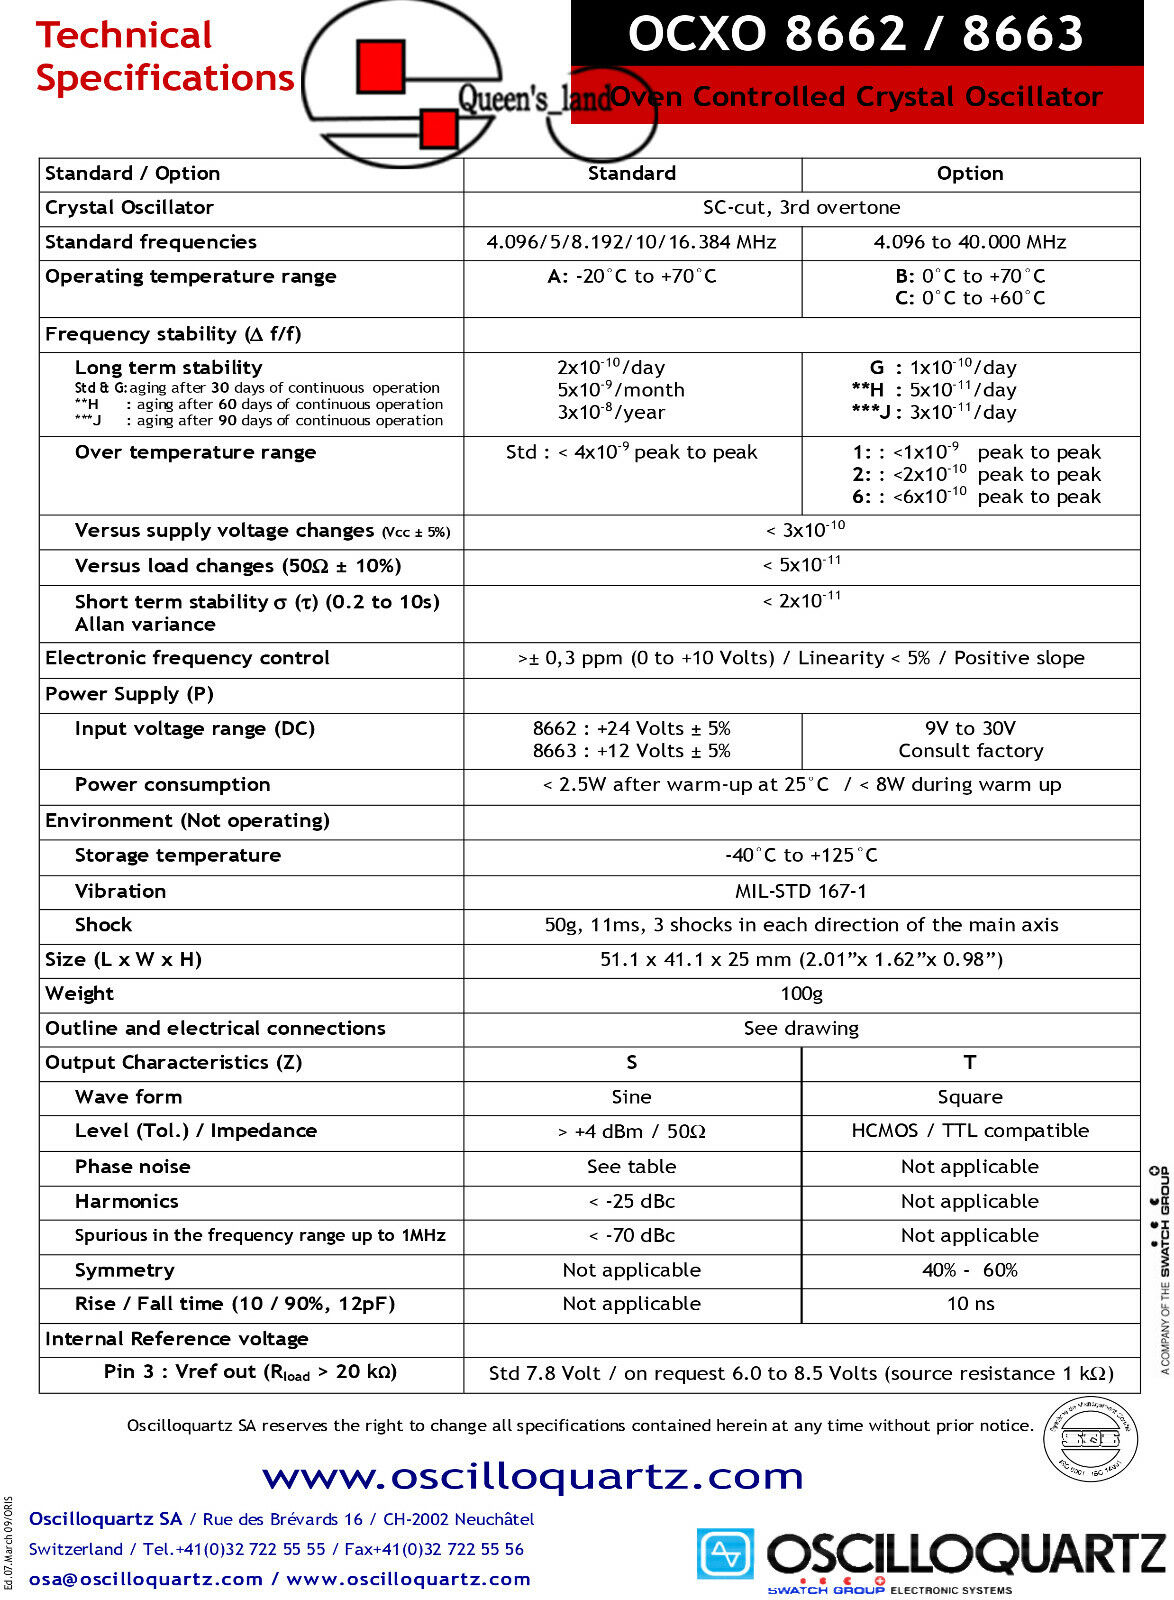 Technical
Specifications
OCXO 8662 / 8663
Queen's_land
Oven Controlled Crystal Oscillator
Standard / Option Standard Option
Crystal Oscillator SC-cut, 3rd overtone
Standard frequencies 4.096/5/8.192/10/16.384 MHz 4.096 to 40.000 MHz
Operating temperature range A: -20°C to +70°C B: 0°C to +70°C
C: 0°C to +60°C
Frequency stability (Δ f/f)
Long term stability 2x10⁻¹⁰/day G : 1x10⁻¹⁰/day
Std & G: aging after 30 days of continuous operation 5x10⁻⁹/month **H : 5x10⁻¹¹/day
**H : aging after 60 days of continuous operation 3x10⁻⁸/year ***J : 3x10⁻¹¹/day
***J : aging after 90 days of continuous operation
Over temperature range Std : < 4x10⁻⁹ peak to peak 1: : <1x10⁻⁹ peak to peak
2: : <2x10⁻¹⁰ peak to peak
6: : <6x10⁻¹⁰ peak to peak
Versus supply voltage changes (Vcc ± 5%) < 3x10⁻¹⁰
Versus load changes (50Ω ± 10%) < 5x10⁻¹¹
Short term stability σ (τ) (0.2 to 10s) < 2x10⁻¹¹
Allan variance
Electronic frequency control >± 0,3 ppm (0 to +10 Volts) / Linearity < 5% / Positive slope
Power Supply (P)
Input voltage range (DC) 8662 : +24 Volts ± 5% 9V to 30V
8663 : +12 Volts ± 5% Consult factory
Power consumption < 2.5W after warm-up at 25°C / < 8W during warm up
Environment (Not operating)
Storage temperature -40°C to +125°C
Vibration MIL-STD 167-1
Shock 50g, 11ms, 3 shocks in each direction of the main axis
Size (L x W x H) 51.1 x 41.1 x 25 mm (2.01”x 1.62”x 0.98”)
Weight 100g
Outline and electrical connections See drawing
Output Characteristics (Z) S T
Wave form Sine Square
Level (Tol.) / Impedance > +4 dBm / 50Ω HCMOS / TTL compatible
Phase noise See table Not applicable
Harmonics < -25 dBc Not applicable
Spurious in the frequency range up to 1MHz < -70 dBc Not applicable
Symmetry Not applicable 40% - 60%
Rise / Fall time (10 / 90%, 12pF) Not applicable 10 ns
Internal Reference voltage
Pin 3 : Vref out (Rload > 20 kΩ) Std 7.8 Volt / on request 6.0 to 8.5 Volts (source resistance 1 kΩ)
A COMPANY OF THE SWATCH GROUP
Oscilloquartz SA reserves the right to change all specifications contained herein at any time without prior notice.
www.oscilloquartz.com
Ed. 07.March 09/ORIS
Oscilloquartz SA / Rue des Brévards 16 / CH-2002 Neuchâtel
Switzerland / Tel.+41(0)32 722 55 55 / Fax+41(0)32 722 55 56
osa@oscilloquartz.com / www.oscilloquartz.com
OSCILLOQUARTZ
SWATCH GROUP ELECTRONIC SYSTEMS